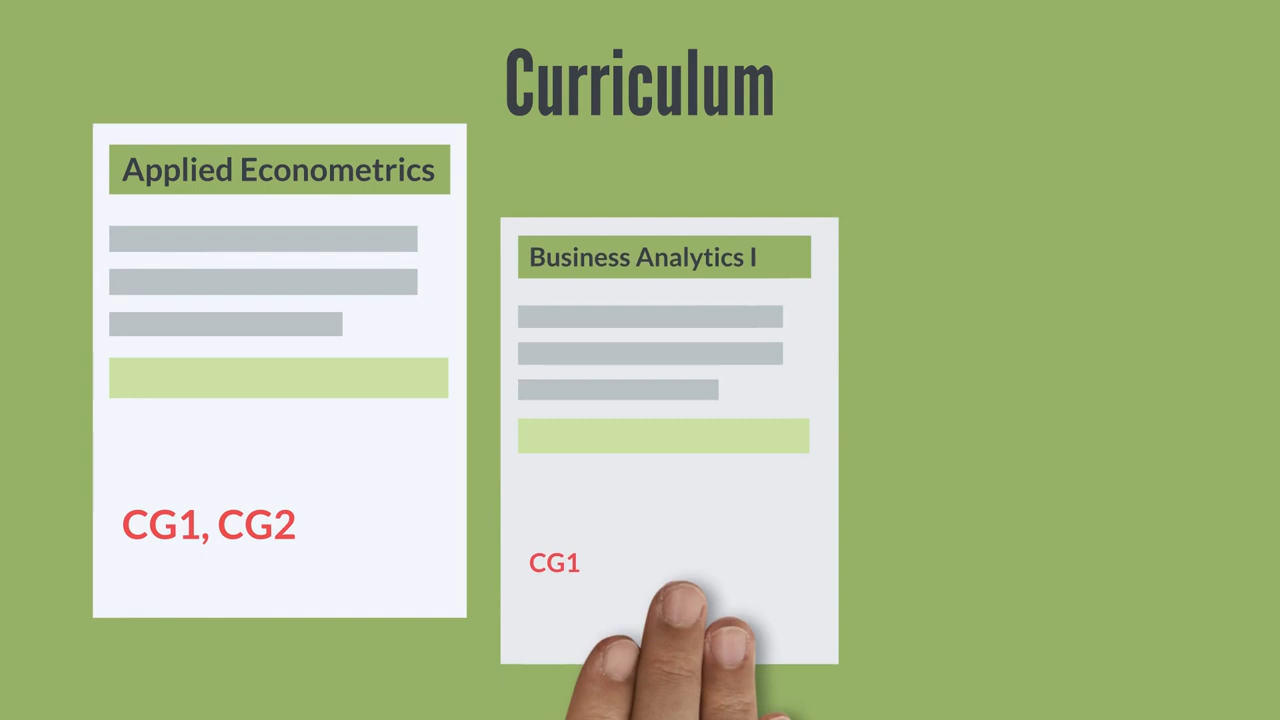 Curriculum
Applied Econometrics
CG1, CG2
Business Analytics I
CG1